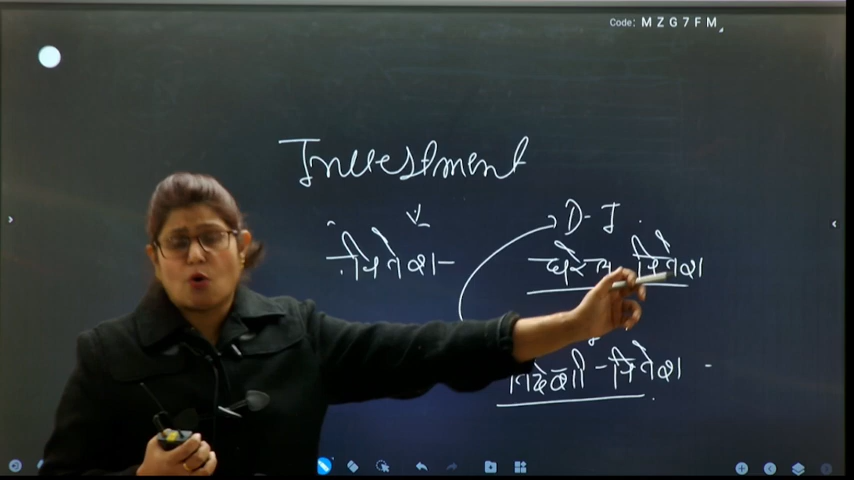 Code: M Z G 7 F M
Investment
निवेश- D-I
घरेलू निवेश
विदेशी-निवेश -